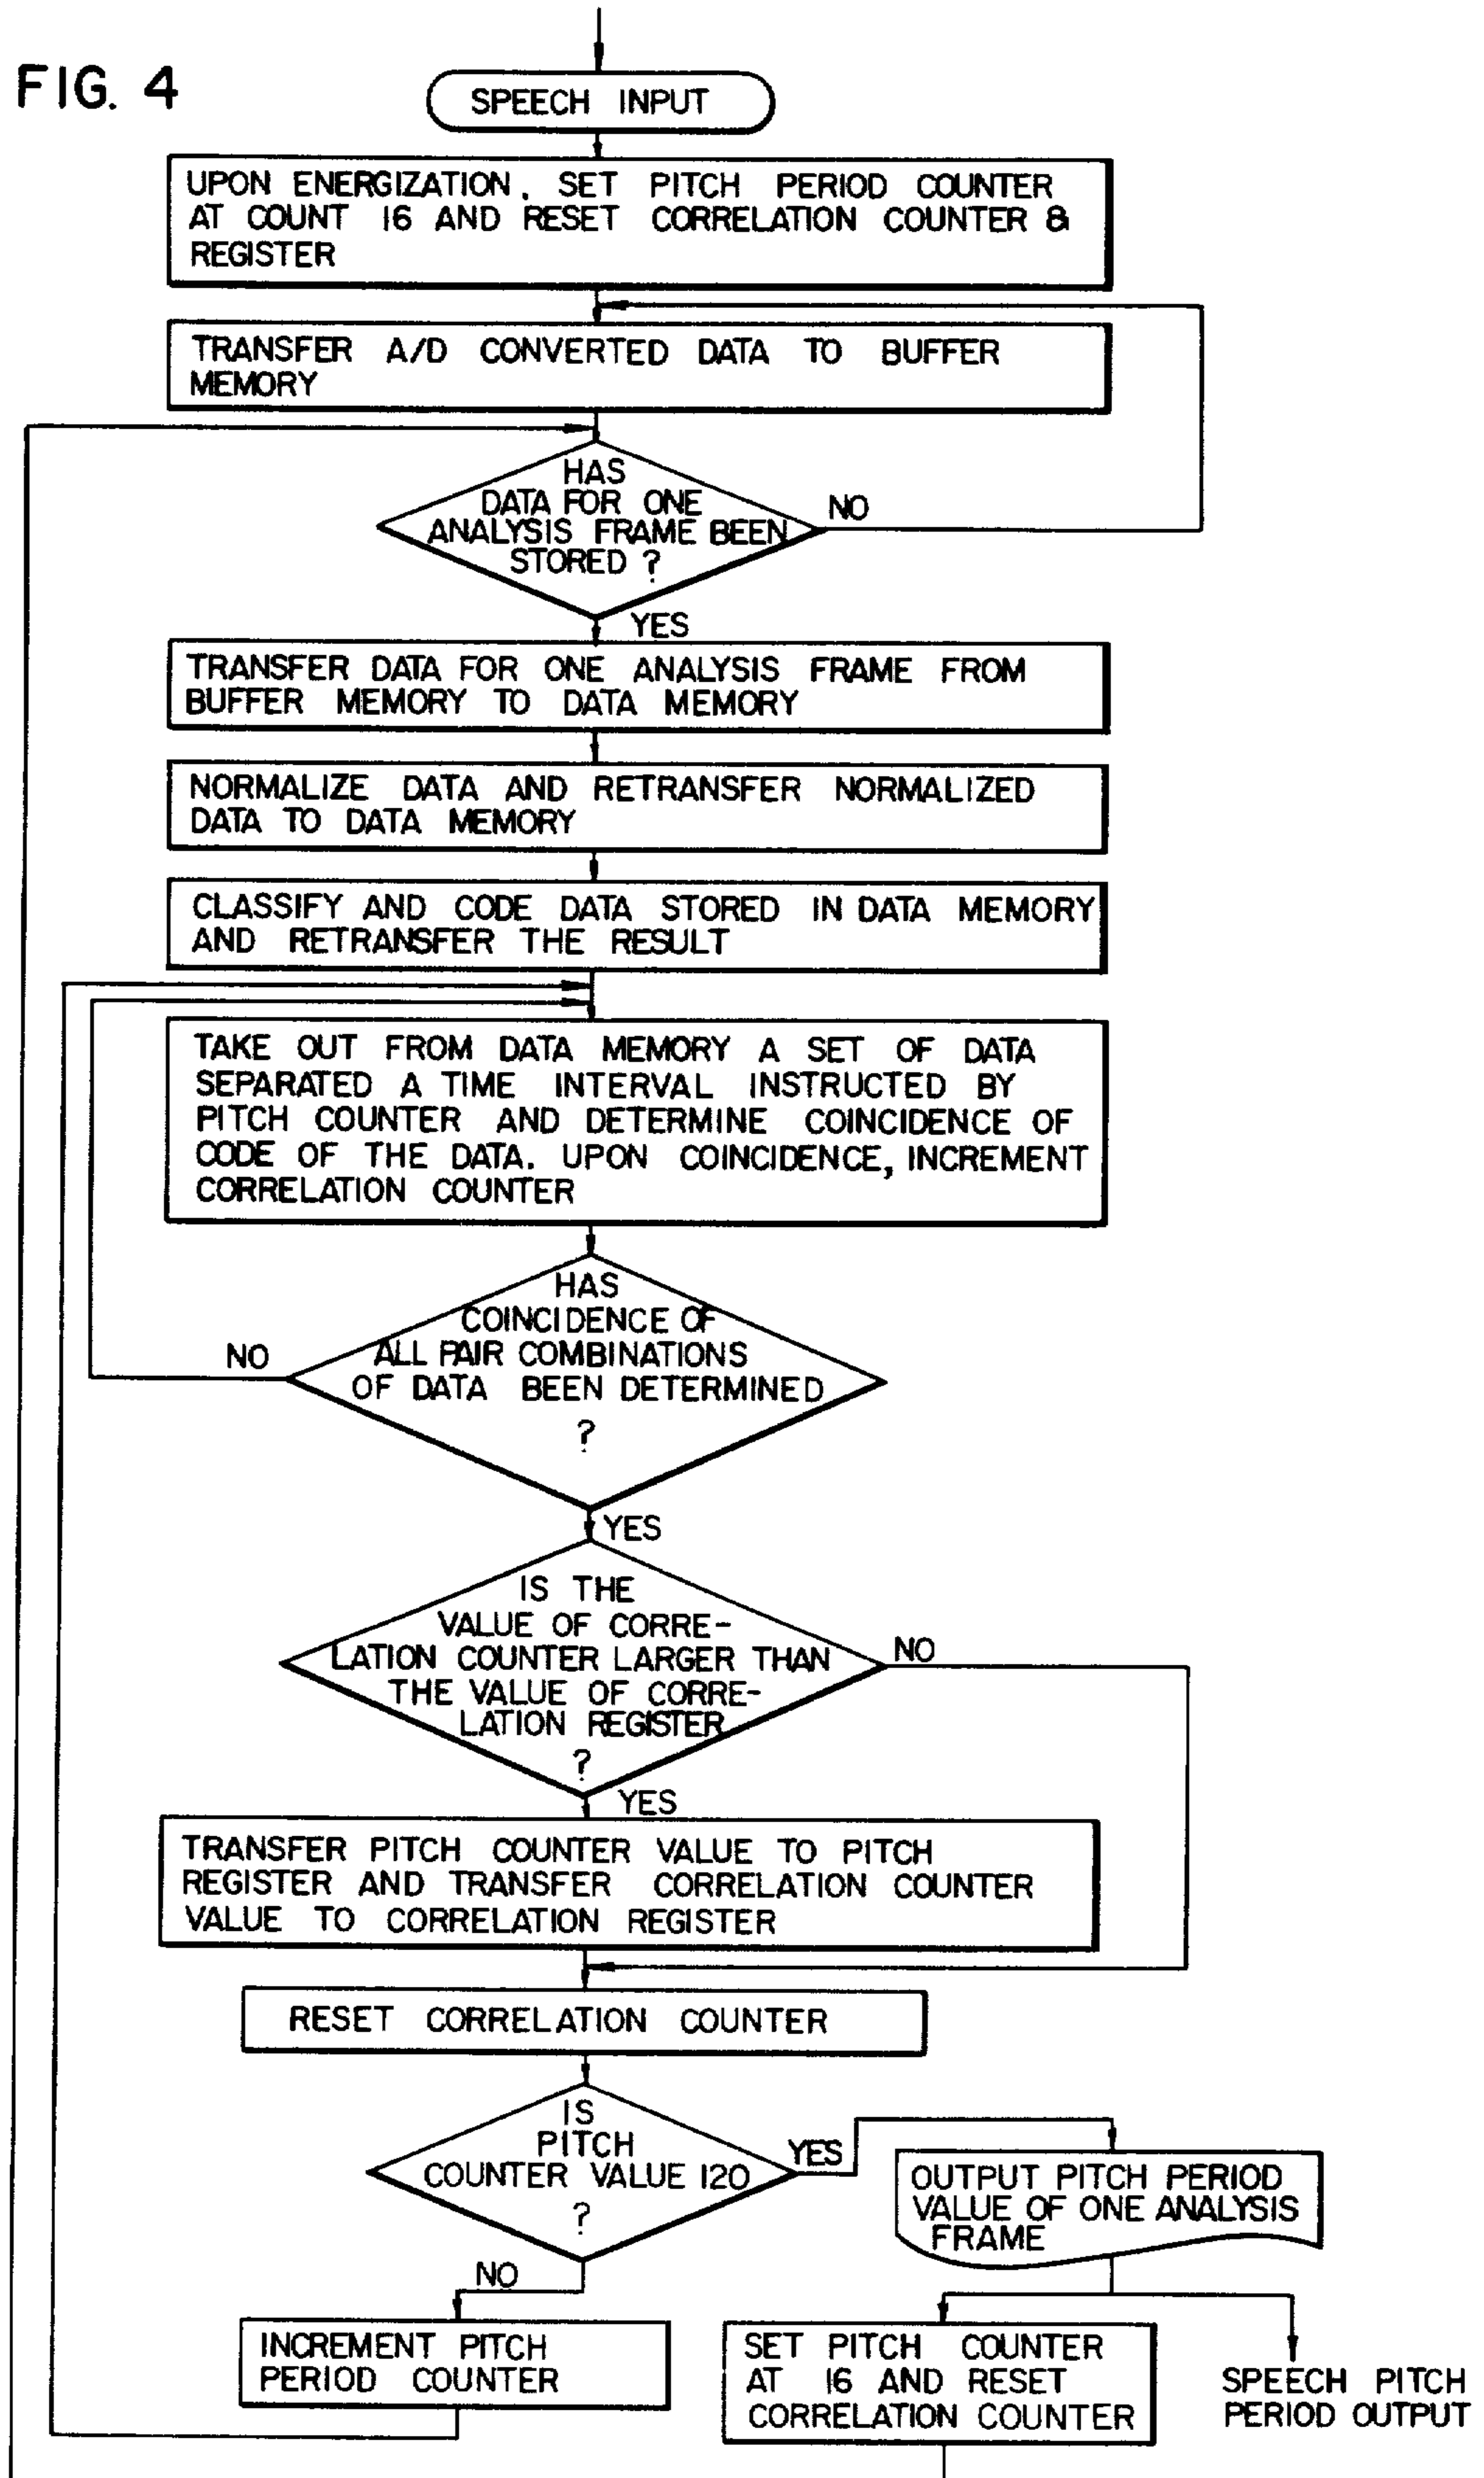 FIG. 4
SPEECH INPUT
UPON ENERGIZATION, SET PITCH PERIOD COUNTER
AT COUNT 16 AND RESET CORRELATION COUNTER &
REGISTER
TRANSFER A/D CONVERTED DATA TO BUFFER
MEMORY
HAS
DATA FOR ONE
ANALYSIS FRAME BEEN
STORED ?
NO
YES
TRANSFER DATA FOR ONE ANALYSIS FRAME FROM
BUFFER MEMORY TO DATA MEMORY
NORMALIZE DATA AND RETRANSFER NORMALIZED
DATA TO DATA MEMORY
CLASSIFY AND CODE DATA STORED IN DATA MEMORY
AND RETRANSFER THE RESULT
TAKE OUT FROM DATA MEMORY A SET OF DATA
SEPARATED A TIME INTERVAL INSTRUCTED BY
PITCH COUNTER AND DETERMINE COINCIDENCE OF
CODE OF THE DATA. UPON COINCIDENCE, INCREMENT
CORRELATION COUNTER
HAS
COINCIDENCE OF
ALL PAIR COMBINATIONS
OF DATA BEEN DETERMINED
?
NO
YES
IS THE
VALUE OF CORRE-
LATION COUNTER LARGER THAN
THE VALUE OF CORRE-
LATION REGISTER
?
NO
YES
TRANSFER PITCH COUNTER VALUE TO PITCH
REGISTER AND TRANSFER CORRELATION COUNTER
VALUE TO CORRELATION REGISTER
RESET CORRELATION COUNTER
IS
PITCH
COUNTER VALUE 120
?
YES
NO
OUTPUT PITCH PERIOD
VALUE OF ONE ANALYSIS
FRAME
INCREMENT PITCH
PERIOD COUNTER
SET PITCH COUNTER
AT 16 AND RESET
CORRELATION COUNTER
SPEECH PITCH
PERIOD OUTPUT